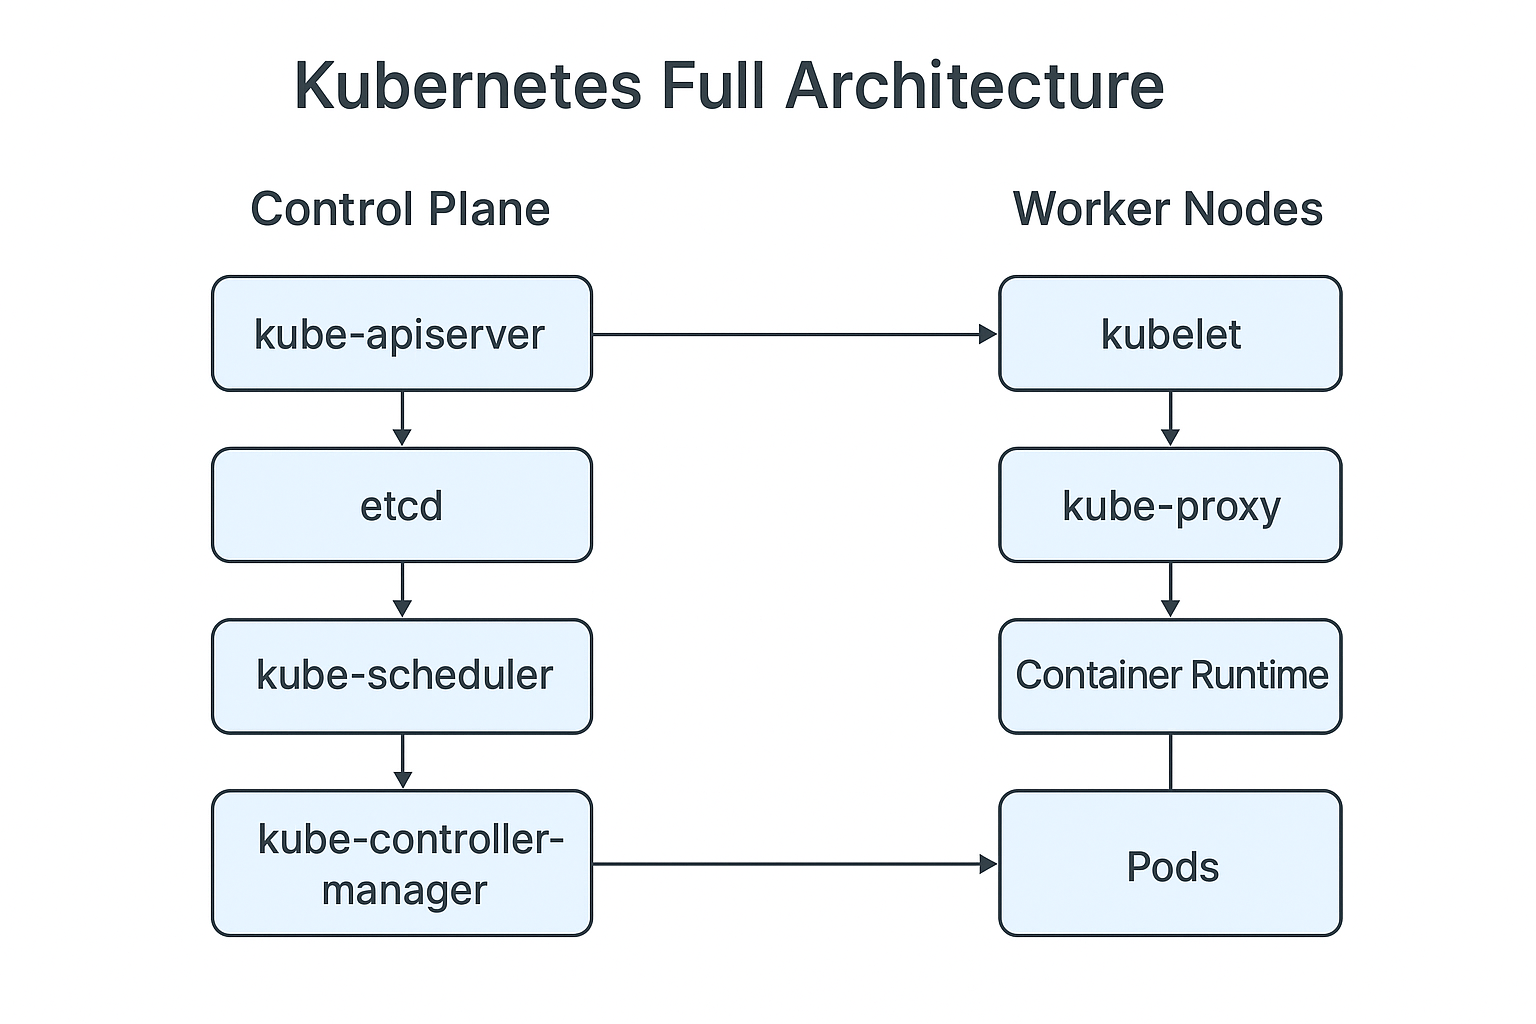 Kubernetes Full Architecture
Control Plane
Worker Nodes
kube-apiserver
kubelet
etcd
kube-proxy
kube-scheduler
Container Runtime
kube-controller-
manager
Pods